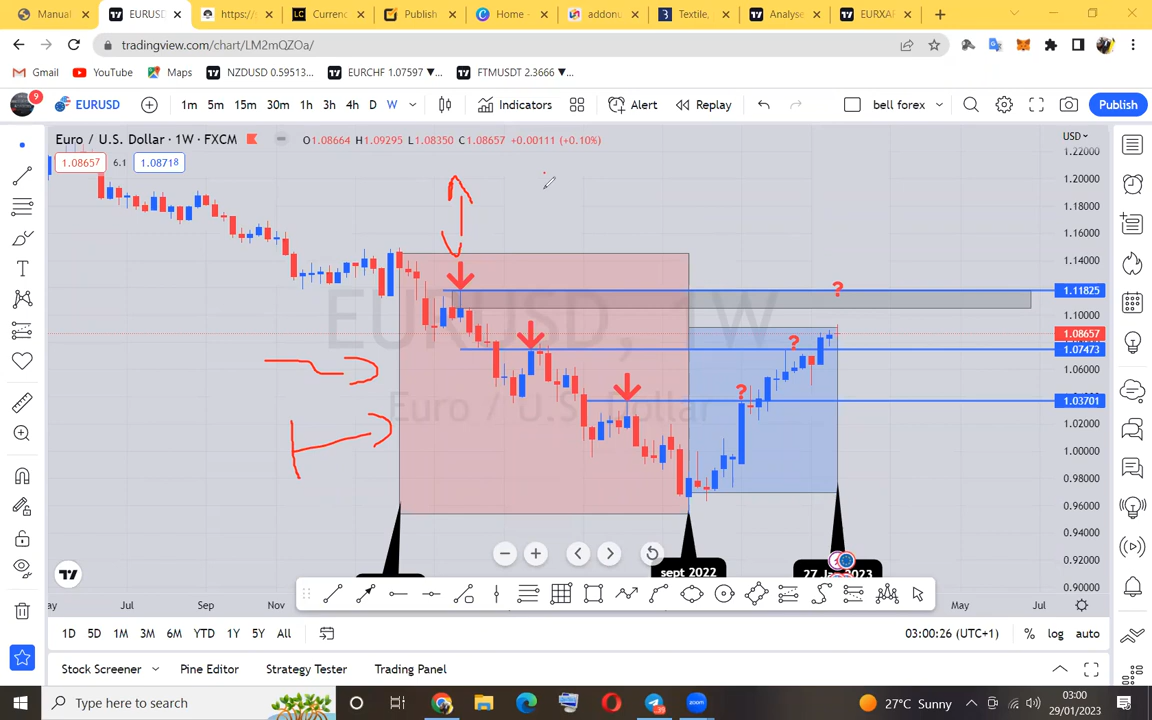 Manual
EURUSD
https://
Currenc
Publish
Home -
addonu
Textile,
Analyse
EURXAF
tradingview.com/chart/LM2mQZOa/
Gmail
YouTube
Maps
NZDUSD 0.59513...
EURCHF 1.07597 ▼...
FTMUSDT 2.3666 ▼...
9
EURUSD
1m 5m 15m 30m 1h 3h 4h D W
Indicators
Alert
Replay
bell forex
Publish
Euro / U.S. Dollar · 1W · FXCM
O1.08664 H1.09295 L1.08350 C1.08657 +0.00111 (+0.10%)
USD
1.08657 6.1 1.08718
1.22000
1.20000
1.18000
1.16000
1.14000
1.11825
1.10000
1.08657
1.07473
1.06000
1.03701
1.02000
1.00000
0.98000
0.96000
0.94000
0.92000
0.90000
EURUSD, 1W
Euro / U.S. Dollar
?
?
?
sept 2022
Jul Sep Nov May Jul
1D 5D 1M 3M 6M YTD 1Y 5Y All
03:00:26 (UTC+1) % log auto
Stock Screener Pine Editor Strategy Tester Trading Panel
Type here to search
27°C Sunny
03:00
29/01/2023